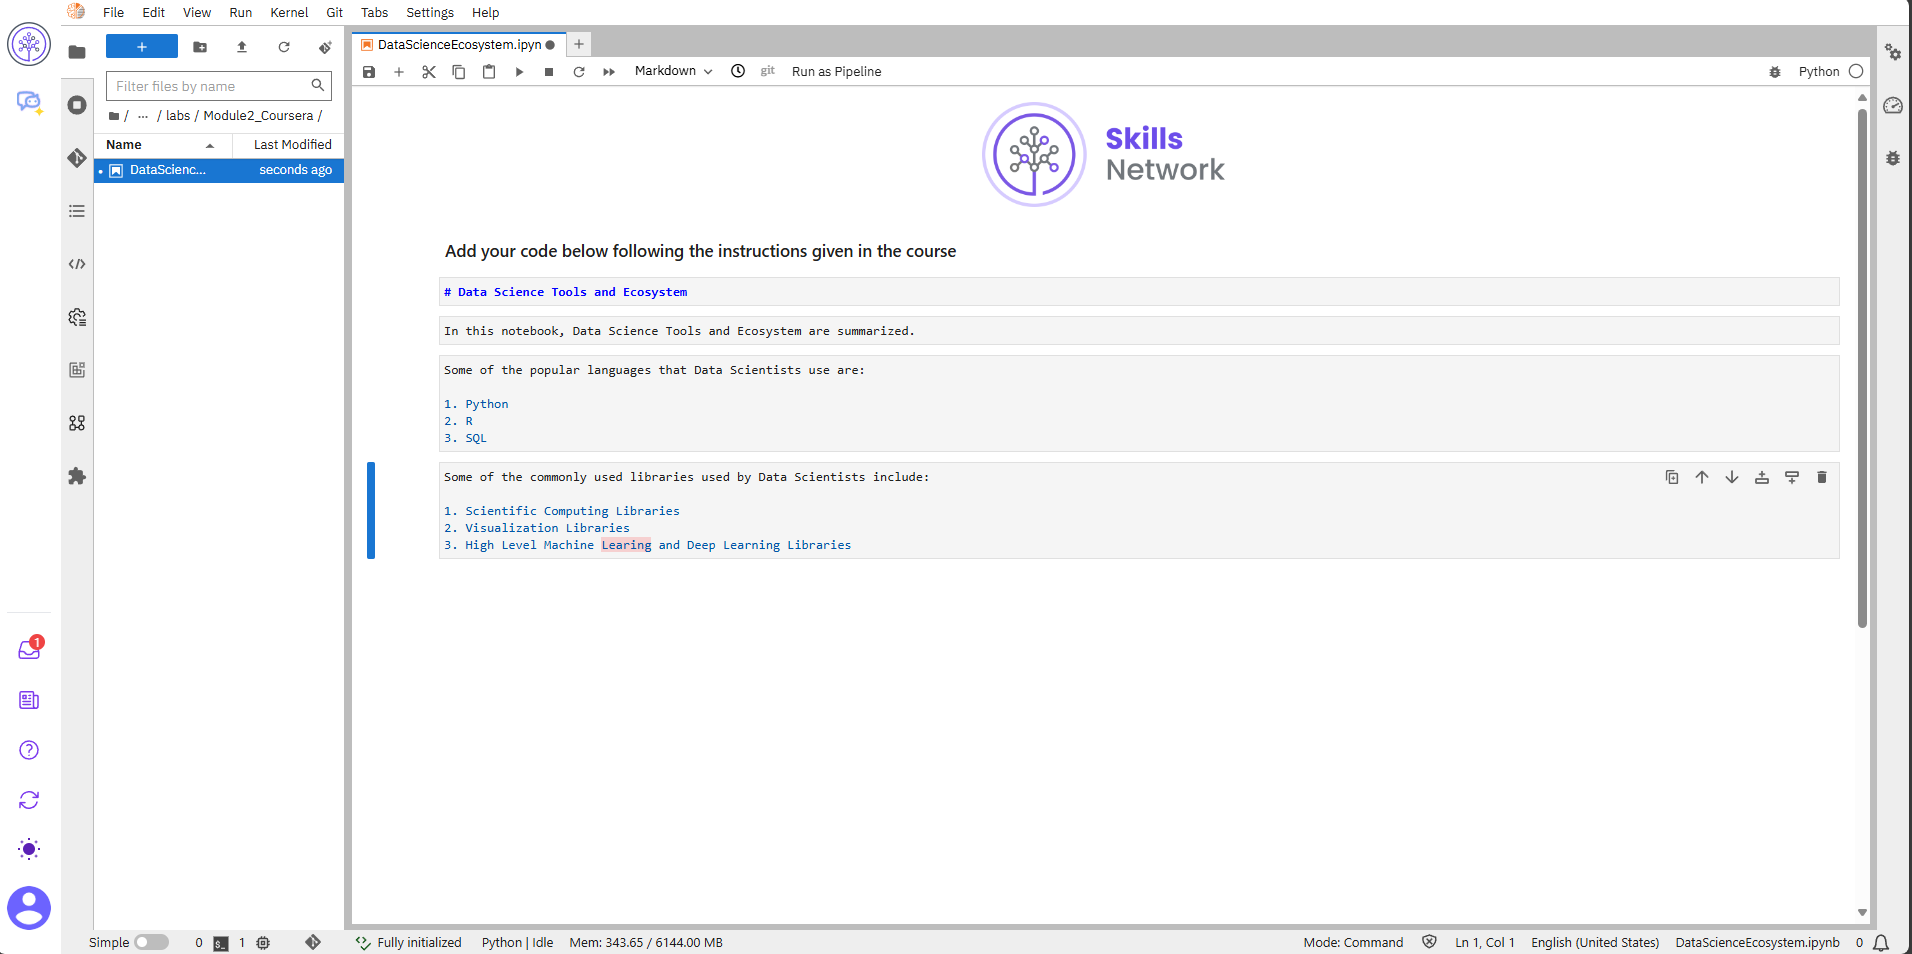 File Edit View Run Kernel Git Tabs Settings Help
+
Filter files by name
/ ... / labs / Module2_Coursera /
Name Last Modified
DataScienc... seconds ago
DataScienceEcosystem.ipyn
Markdown git Run as Pipeline Python
Skills
Network
Add your code below following the instructions given in the course
# Data Science Tools and Ecosystem
In this notebook, Data Science Tools and Ecosystem are summarized.
Some of the popular languages that Data Scientists use are:
1. Python
2. R
3. SQL
Some of the commonly used libraries used by Data Scientists include:
1. Scientific Computing Libraries
2. Visualization Libraries
3. High Level Machine Learing and Deep Learning Libraries
1
Simple 0 $_ 1 Fully initialized Python | Idle Mem: 343.65 / 6144.00 MB Mode: Command Ln 1, Col 1 English (United States) DataScienceEcosystem.ipynb 0